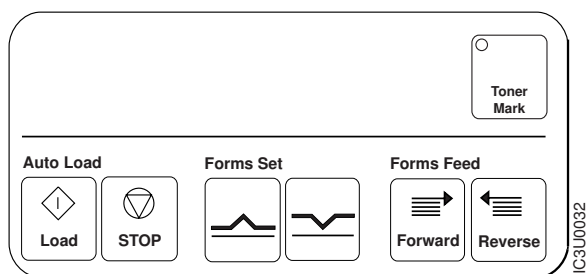 Toner
Mark
Auto Load
Forms Set
Forms Feed
Load
STOP
Forward
Reverse
C3U0032